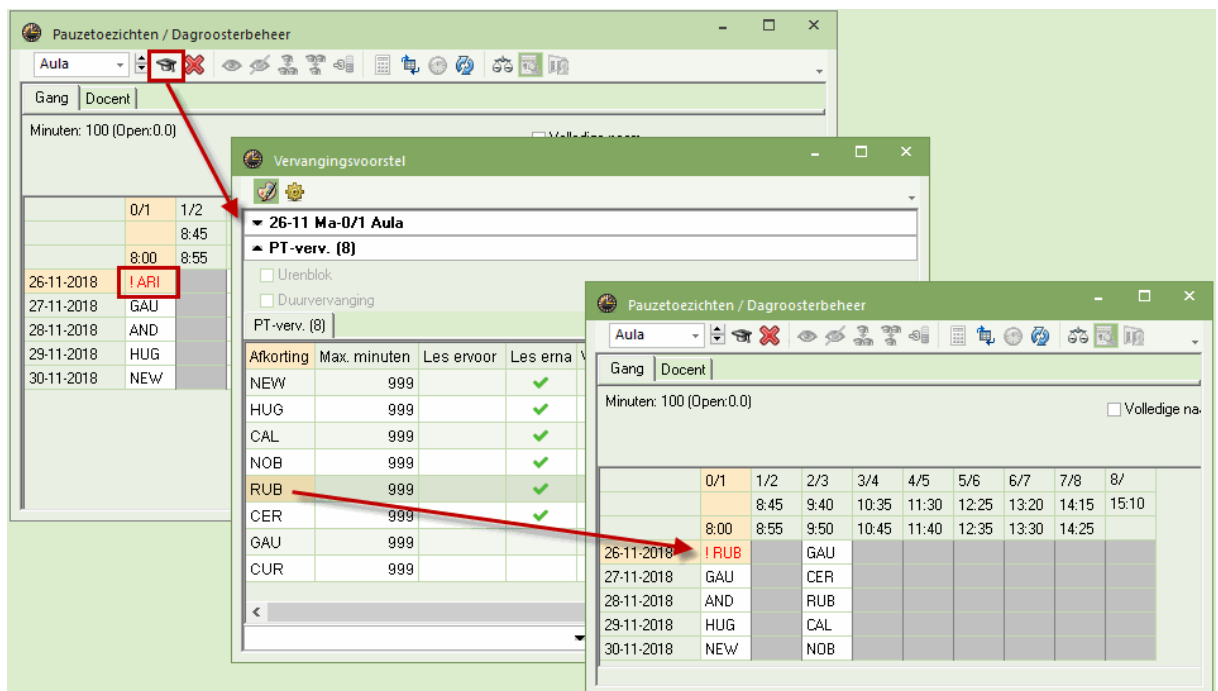 Pauzetoezichten / Dagroosterbeheer
Aula
Gang Docent
Minuten: 100 (Open:0.0)
0/1 1/2
8:45
8:00 8:55
26-11-2018 ! ARI
27-11-2018 GAU
28-11-2018 AND
29-11-2018 HUG
30-11-2018 NEW
Vervangingsvoorstel
26-11 Ma-0/1 Aula
PT-verv. (8)
Urenblok
Duurvervanging
PT-verv. (8)
Afkorting Max. minuten Les ervoor Les erna
NEW 999
HUG 999
CAL 999
NOB 999
RUB 999
CER 999
GAU 999
CUR 999
Pauzetoezichten / Dagroosterbeheer
Aula
Gang Docent
Minuten: 100 (Open:0.0) Volledige na
0/1 1/2 2/3 3/4 4/5 5/6 6/7 7/8 8/
8:45 9:40 10:35 11:30 12:25 13:20 14:15 15:10
8:00 8:55 9:50 10:45 11:40 12:35 13:30 14:25
26-11-2018 ! RUB GAU
27-11-2018 GAU CER
28-11-2018 AND RUB
29-11-2018 HUG CAL
30-11-2018 NEW NOB